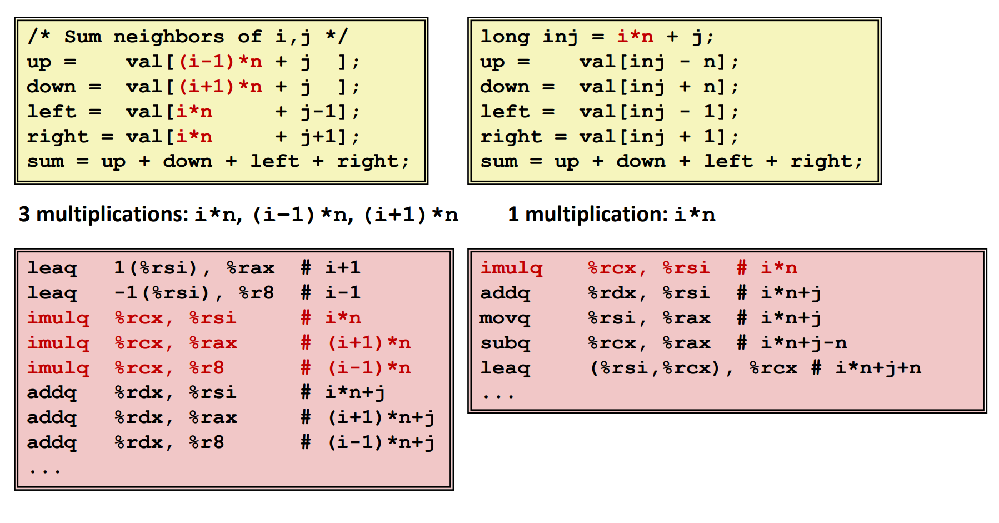 /* Sum neighbors of i,j */
up =    val[(i-1)*n + j  ];
down =  val[(i+1)*n + j  ];
left =  val[i*n     + j-1];
right = val[i*n     + j+1];
sum = up + down + left + right;
long inj = i*n + j;
up =    val[inj - n];
down =  val[inj + n];
left =  val[inj - 1];
right = val[inj + 1];
sum = up + down + left + right;
3 multiplications: i*n, (i–1)*n, (i+1)*n
1 multiplication: i*n
leaq   1(%rsi), %rax  # i+1
leaq   -1(%rsi), %r8  # i-1
imulq  %rcx, %rsi     # i*n
imulq  %rcx, %rax     # (i+1)*n
imulq  %rcx, %r8      # (i-1)*n
addq   %rdx, %rsi     # i*n+j
addq   %rdx, %rax     # (i+1)*n+j
addq   %rdx, %r8      # (i-1)*n+j
...
imulq    %rcx, %rsi  # i*n
addq     %rdx, %rsi  # i*n+j
movq     %rsi, %rax  # i*n+j
subq     %rcx, %rax  # i*n+j-n
leaq     (%rsi,%rcx), %rcx # i*n+j+n
...